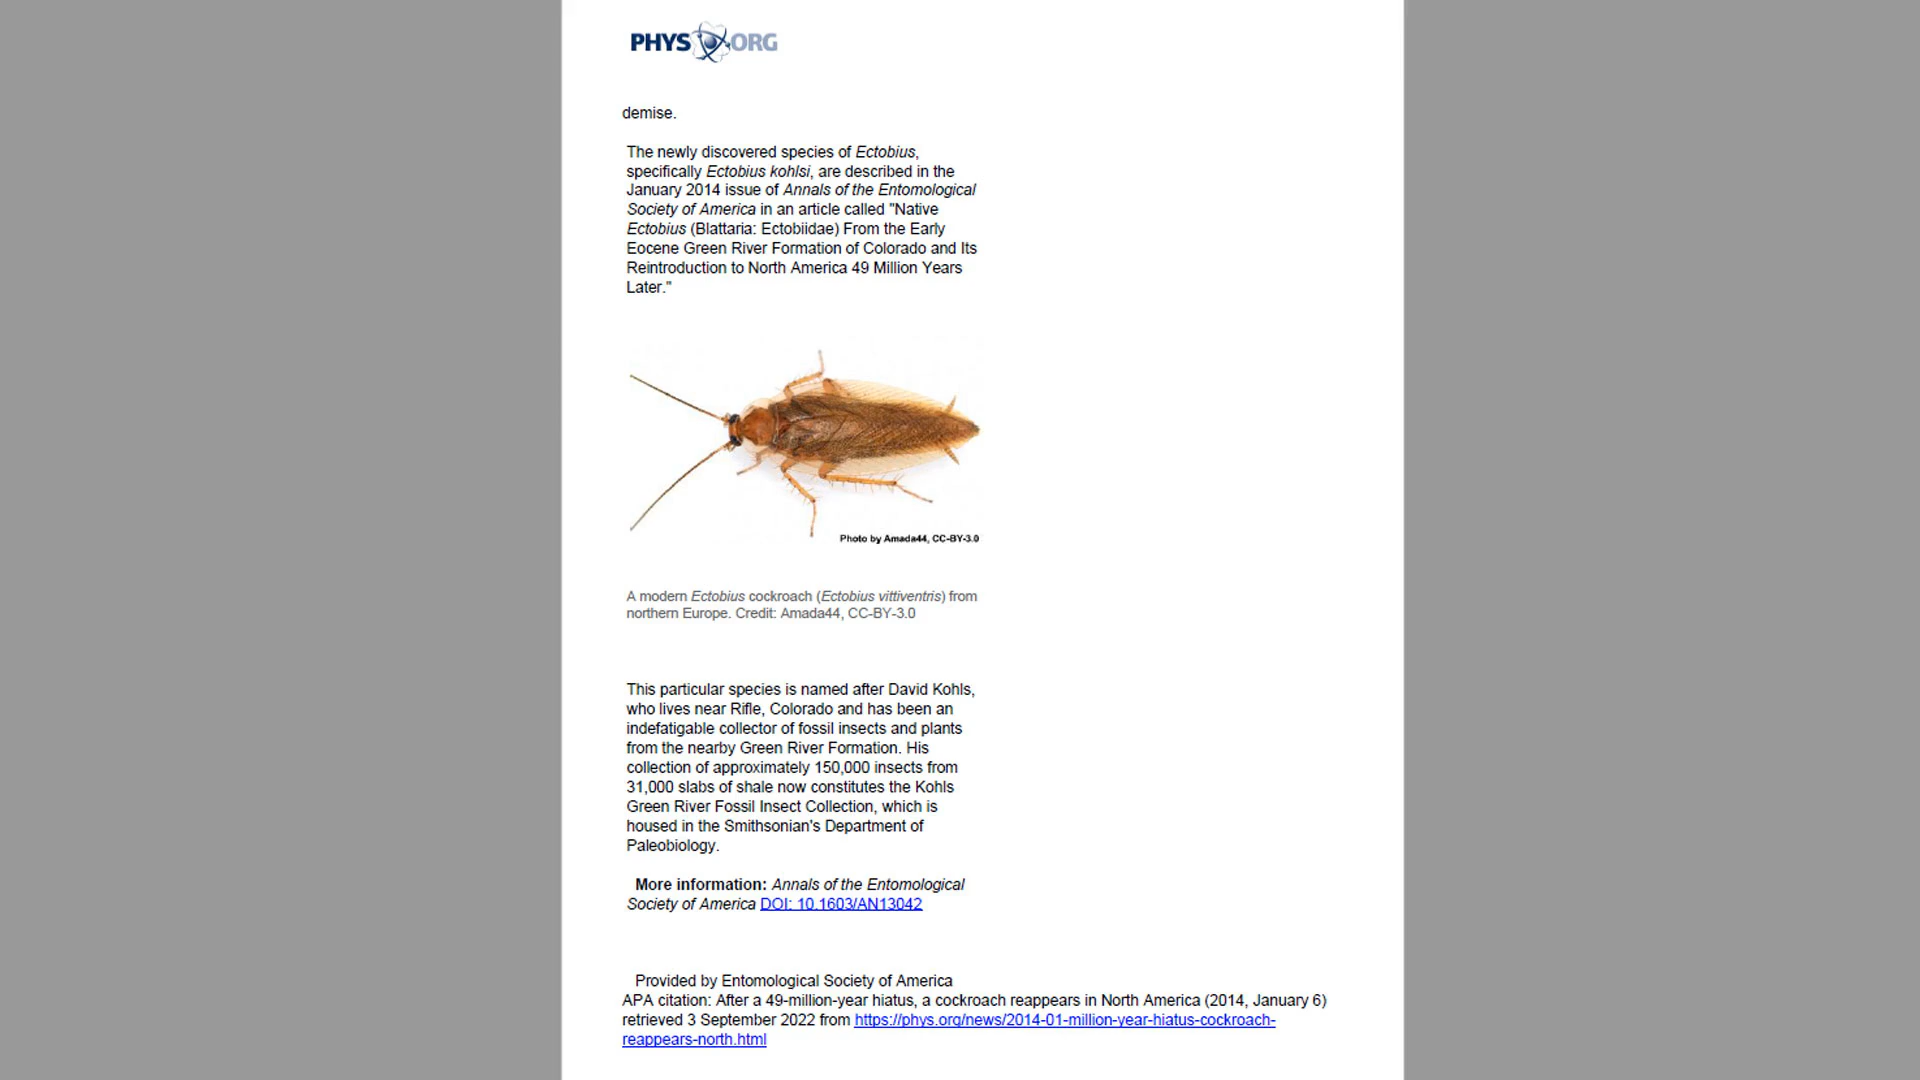 PHYS ORG
demise.
The newly discovered species of Ectobius,
specifically Ectobius kohlsi, are described in the
January 2014 issue of Annals of the Entomological
Society of America in an article called "Native
Ectobius (Blattaria: Ectobiidae) From the Early
Eocene Green River Formation of Colorado and Its
Reintroduction to North America 49 Million Years
Later."
Photo by Amada44, CC-BY-3.0
A modern Ectobius cockroach (Ectobius vittiventris) from
northern Europe. Credit: Amada44, CC-BY-3.0
This particular species is named after David Kohls,
who lives near Rifle, Colorado and has been an
indefatigable collector of fossil insects and plants
from the nearby Green River Formation. His
collection of approximately 150,000 insects from
31,000 slabs of shale now constitutes the Kohls
Green River Fossil Insect Collection, which is
housed in the Smithsonian's Department of
Paleobiology.
More information: Annals of the Entomological
Society of America DOI: 10.1603/AN13042
Provided by Entomological Society of America
APA citation: After a 49-million-year hiatus, a cockroach reappears in North America (2014, January 6)
retrieved 3 September 2022 from https://phys.org/news/2014-01-million-year-hiatus-cockroach-
reappears-north.html